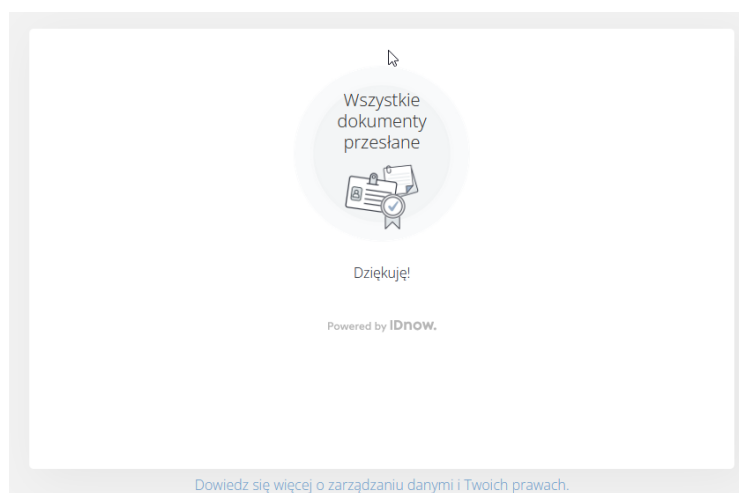 Wszystkie
dokumenty
przesłane
Dziękuję!
Powered by IDnow.
Dowiedz się więcej o zarządzaniu danymi i Twoich prawach.